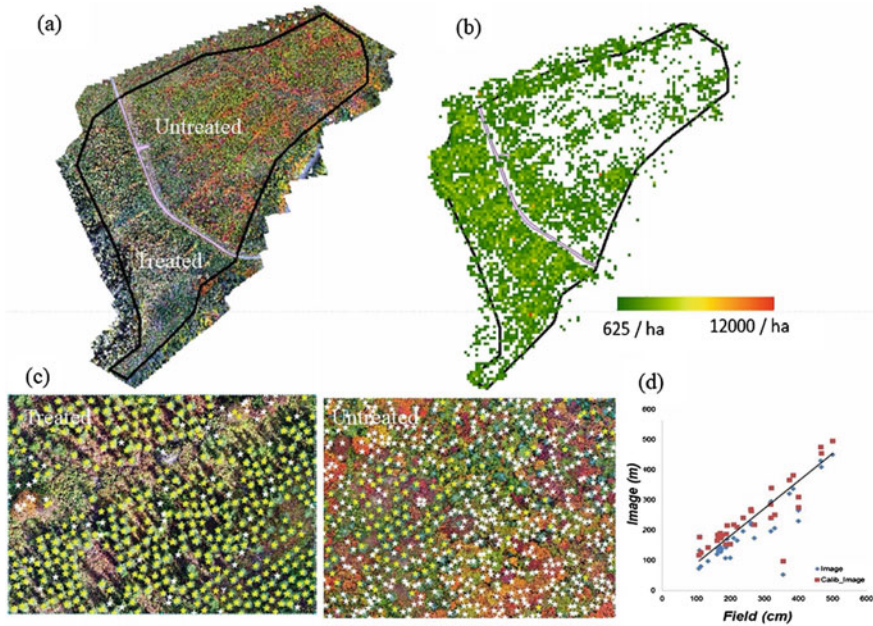 (a)
(b)
Untreated
Treated
625 / ha
12000 / ha
(c)
(d)
Treated
Untreated
Image (m)
600
500
400
300
200
100
0
0
100
200
300
400
500
600
Image
Calib_Image
Field (cm)